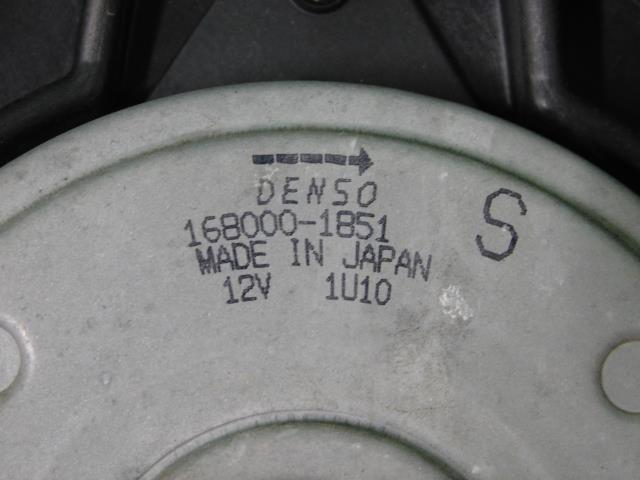 DENSO
168000-1851 S
MADE IN JAPAN
12V 1U10